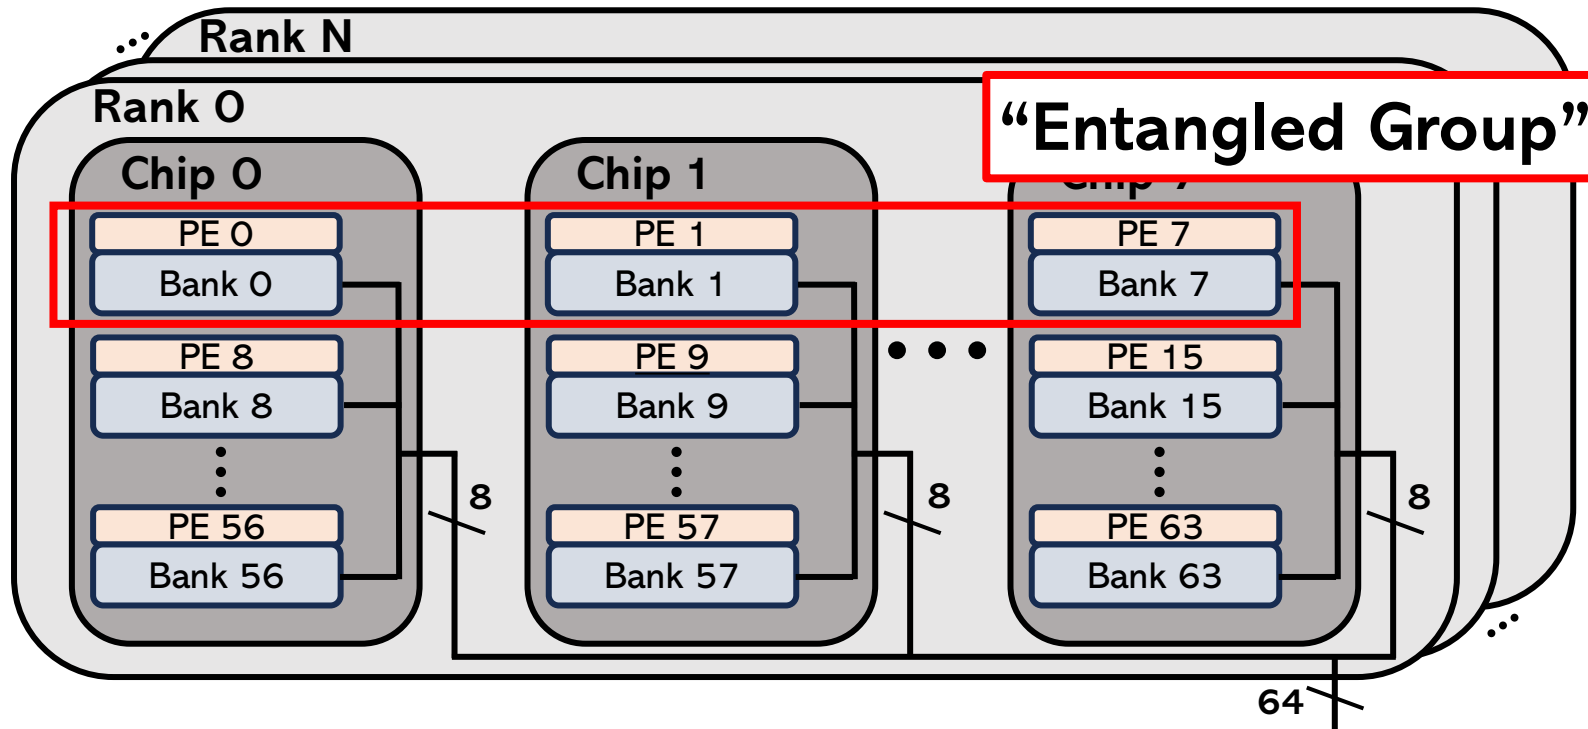 Rank N
Rank 0
“Entangled Group”
Chip 0
Chip 1
Chip 7
PE 0
Bank 0
PE 8
Bank 8
PE 56
Bank 56
8
PE 1
Bank 1
PE 9
Bank 9
PE 57
Bank 57
8
PE 7
Bank 7
PE 15
Bank 15
PE 63
Bank 63
8
64